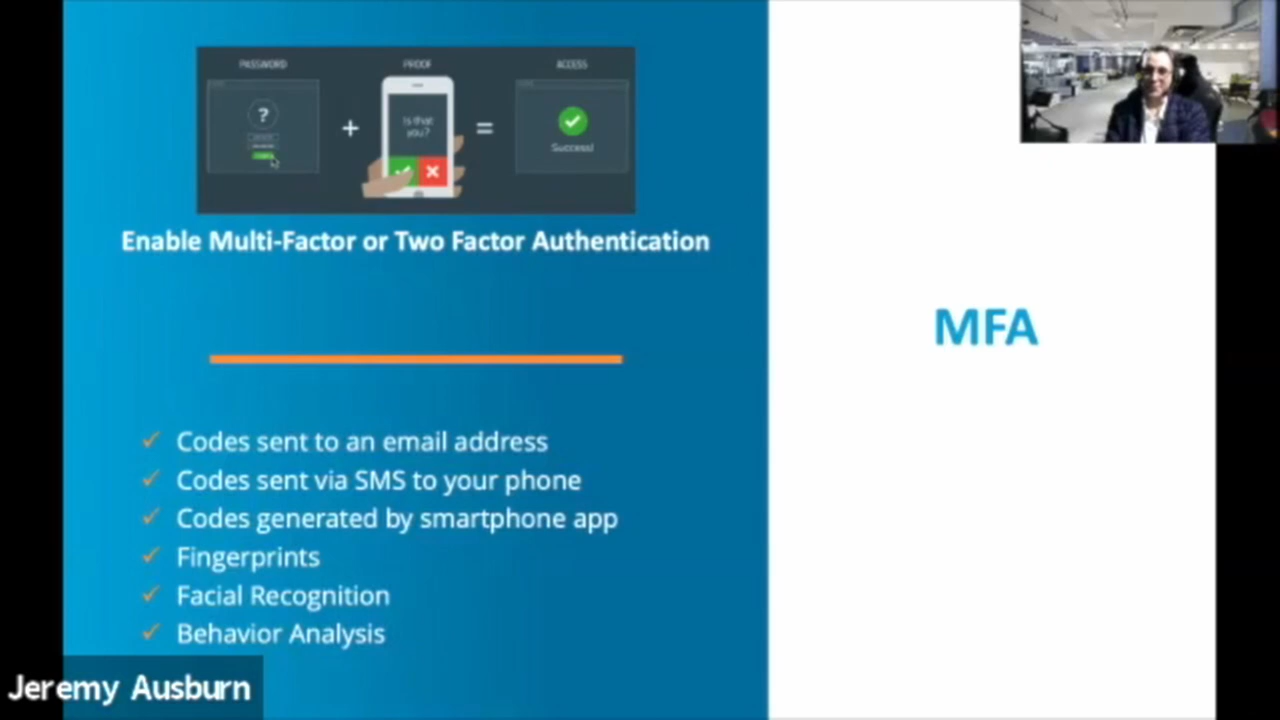 PASSWORD
PROOF
ACCESS
?
+
Is that
you?
=
Success!
Enable Multi-Factor or Two Factor Authentication
MFA
Codes sent to an email address
Codes sent via SMS to your phone
Codes generated by smartphone app
Fingerprints
Facial Recognition
Behavior Analysis
Jeremy Ausburn